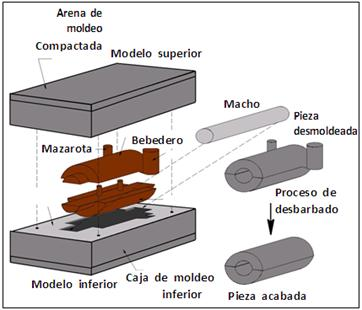 Arena de
moldeo
Compactada
Modelo superior
Macho
Pieza
desmoldeada
Bebedero
Mazarota
Proceso de
desbarbado
Modelo inferior
Caja de moldeo
inferior
Pieza acabada